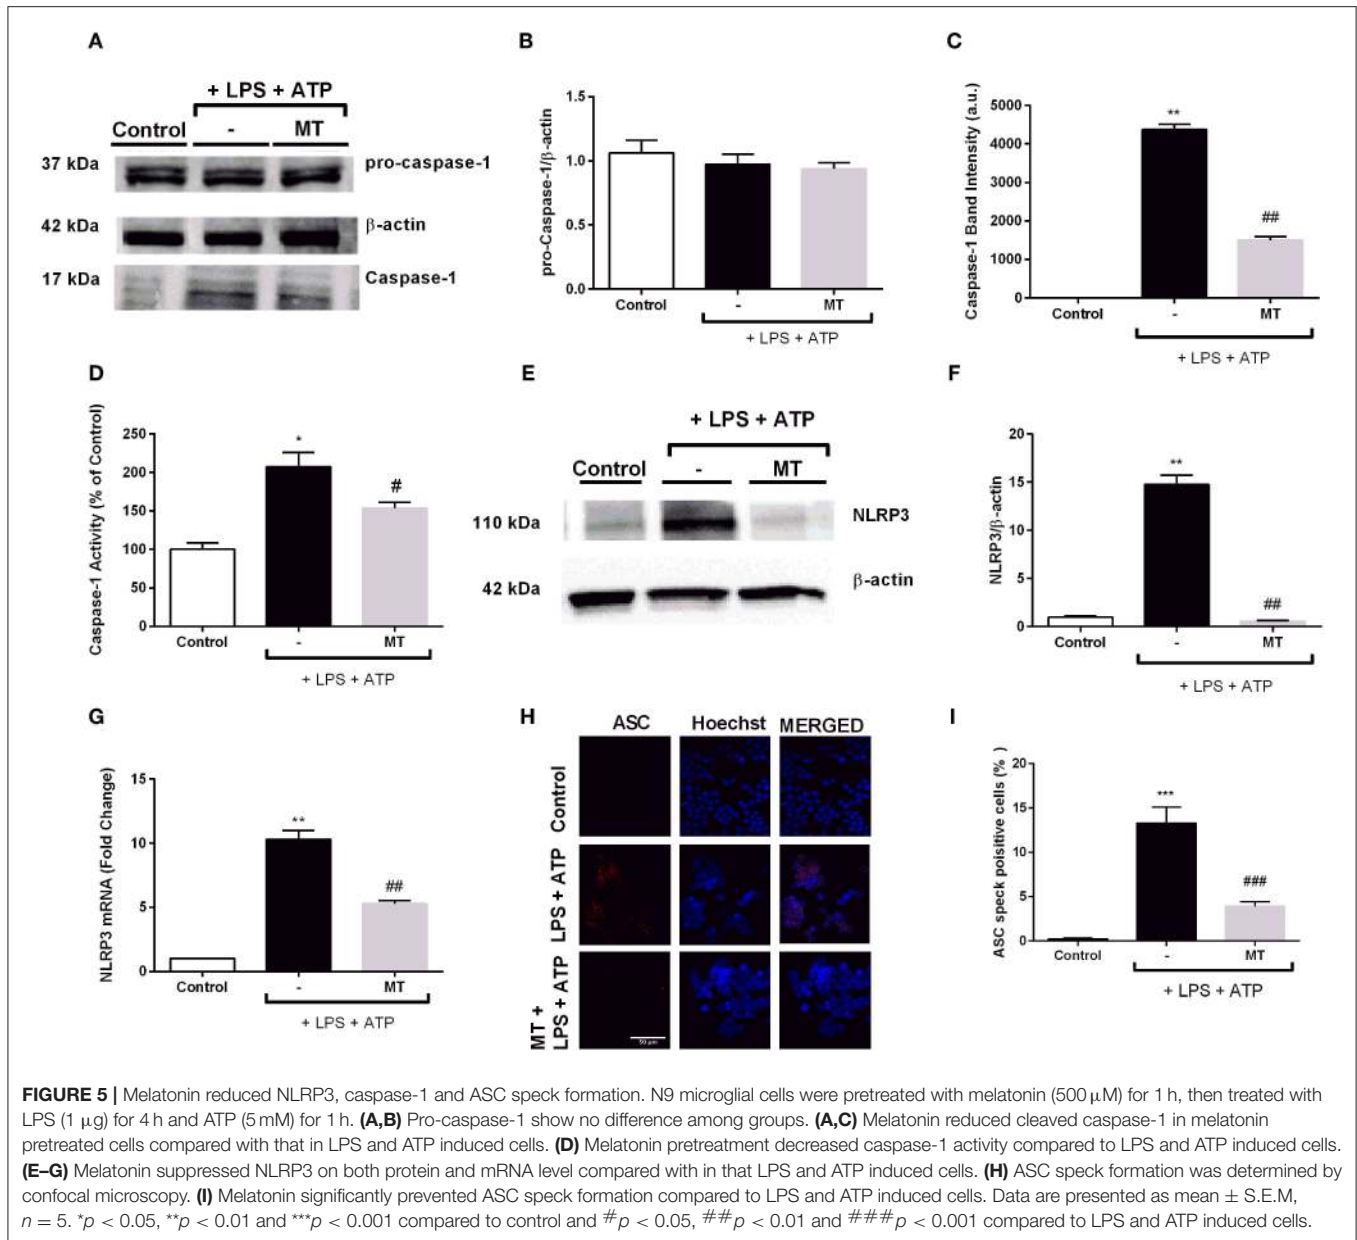 A
+ LPS + ATP
Control
-
MT
37 kDa
pro-caspase-1
42 kDa
β-actin
17 kDa
Caspase-1
B
pro-Caspase-1/β-actin
1.5
1.0
0.5
0.0
Control
-
MT
+ LPS + ATP
C
Caspase-1 Band Intensity (a.u.)
5000
4000
3000
2000
1000
0
**
##
Control
-
MT
+ LPS + ATP
D
Caspase-1 Activity (% of Control)
250
200
150
100
50
0
*
#
Control
-
MT
+ LPS + ATP
E
+ LPS + ATP
Control
-
MT
110 kDa
NLRP3
42 kDa
β-actin
F
NLRP3/β-actin
20
15
10
5
0
**
##
Control
-
MT
+ LPS + ATP
G
NLRP3 mRNA (Fold Change)
15
10
5
0
**
##
Control
-
MT
+ LPS + ATP
H
ASC
Hoechst
MERGED
Control
LPS + ATP
MT +
LPS + ATP
50 µm
I
ASC speck poisitive cells (% )
20
15
10
5
0
***
###
Control
-
MT
+ LPS + ATP
FIGURE 5 | Melatonin reduced NLRP3, caspase-1 and ASC speck formation. N9 microglial cells were pretreated with melatonin (500 µM) for 1 h, then treated with
LPS (1 µg) for 4 h and ATP (5 mM) for 1 h. (A,B) Pro-caspase-1 show no difference among groups. (A,C) Melatonin reduced cleaved caspase-1 in melatonin
pretreated cells compared with that in LPS and ATP induced cells. (D) Melatonin pretreatment decreased caspase-1 activity compared to LPS and ATP induced cells.
(E–G) Melatonin suppressed NLRP3 on both protein and mRNA level compared with in that LPS and ATP induced cells. (H) ASC speck formation was determined by
confocal microscopy. (I) Melatonin significantly prevented ASC speck formation compared to LPS and ATP induced cells. Data are presented as mean ± S.E.M,
n = 5. *p < 0.05, **p < 0.01 and ***p < 0.001 compared to control and #p < 0.05, ##p < 0.01 and ###p < 0.001 compared to LPS and ATP induced cells.